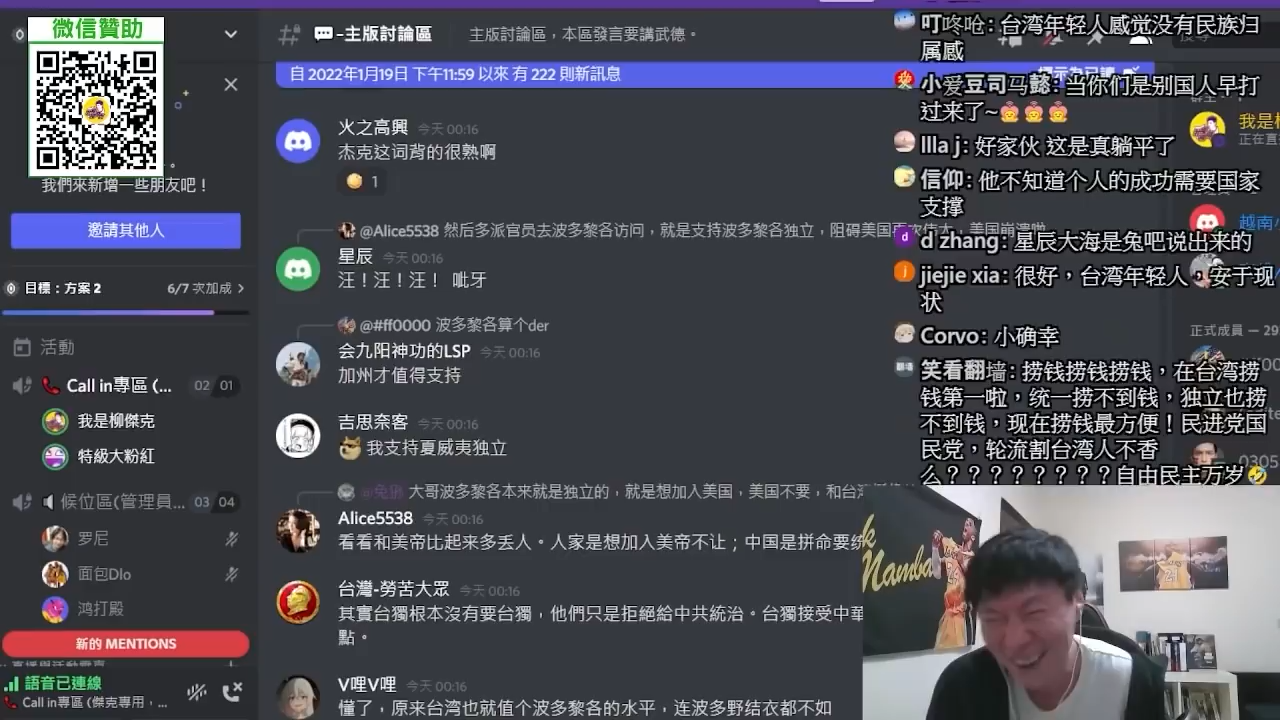 微信贊助
我們來新增一些朋友吧！
邀請其他人
目標：方案 2
6/7 次加成
活動
Call in專區 (...
02 01
我是柳傑克
特級大粉紅
候位區(管理員...
03 04
罗尼
面包Dlo
鸿打殿
新的 MENTIONS
語音已連線
Call in專區 (傑克專用，...
-主版討論區
主版討論區，本區發言要講武德。
自 2022年1月19日 下午11:59 以來 有 222 則新訊息
火之高興 今天 00:16
杰克这词背的很熟啊
1
@Alice5538 然后多派官员去波多黎各访问，就是支持波多黎各独立，阻碍美国
星辰 今天 00:16
汪！汪！汪！ 呲牙
@#ff0000 波多黎各算个der
会九阳神功的LSP 今天 00:16
加州才值得支持
吉思奈客 今天 00:16
我支持夏威夷独立
大哥波多黎各本来就是独立的，就是想加入美国，美国不要，和台湾
Alice5538 今天 00:16
看看和美帝比起来多丢人。人家是想加入美帝不让；中国是拼命要统
台灣-勞苦大眾 今天 00:16
其實台獨根本沒有要台獨，他們只是拒絕給中共統治。台獨接受中華
點。
V哩V哩 今天 00:16
懂了，原来台湾也就值个波多黎各的水平，连波多野结衣都不如
叮咚呛: 台湾年轻人感觉没有民族归
属感
小爱豆司马懿: 当你们是别国人早打
过来了~
llla j: 好家伙 这是真躺平了
信仰: 他不知道个人的成功需要国家
支撑
d zhang: 星辰大海是兔吧说出来的
jiejie xia: 很好，台湾年轻人，安于现
状
Corvo: 小确幸
笑看翻墙: 捞钱捞钱捞钱，在台湾捞
钱第一啦，统一捞不到钱，独立也捞
不到钱，现在捞钱最方便！民进党国
民党，轮流割台湾人不香
么？？？？？？？？自由民主万岁
我是
正在直
越南
正式成員 — 29
0305
Mamba